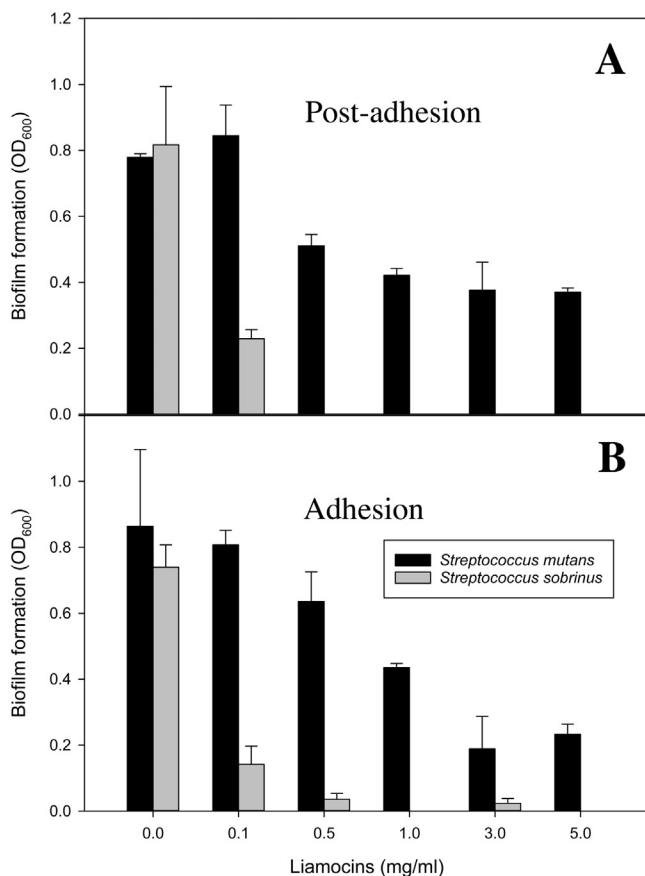 A
Post-adhesion
Biofilm formation (OD600)
1.2
1.0
0.8
0.6
0.4
0.2
0.0
B
Adhesion
Streptococcus mutans
Streptococcus sobrinus
Biofilm formation (OD600)
1.0
0.8
0.6
0.4
0.2
0.0
0.0 0.1 0.5 1.0 3.0 5.0
Liamocins (mg/ml)